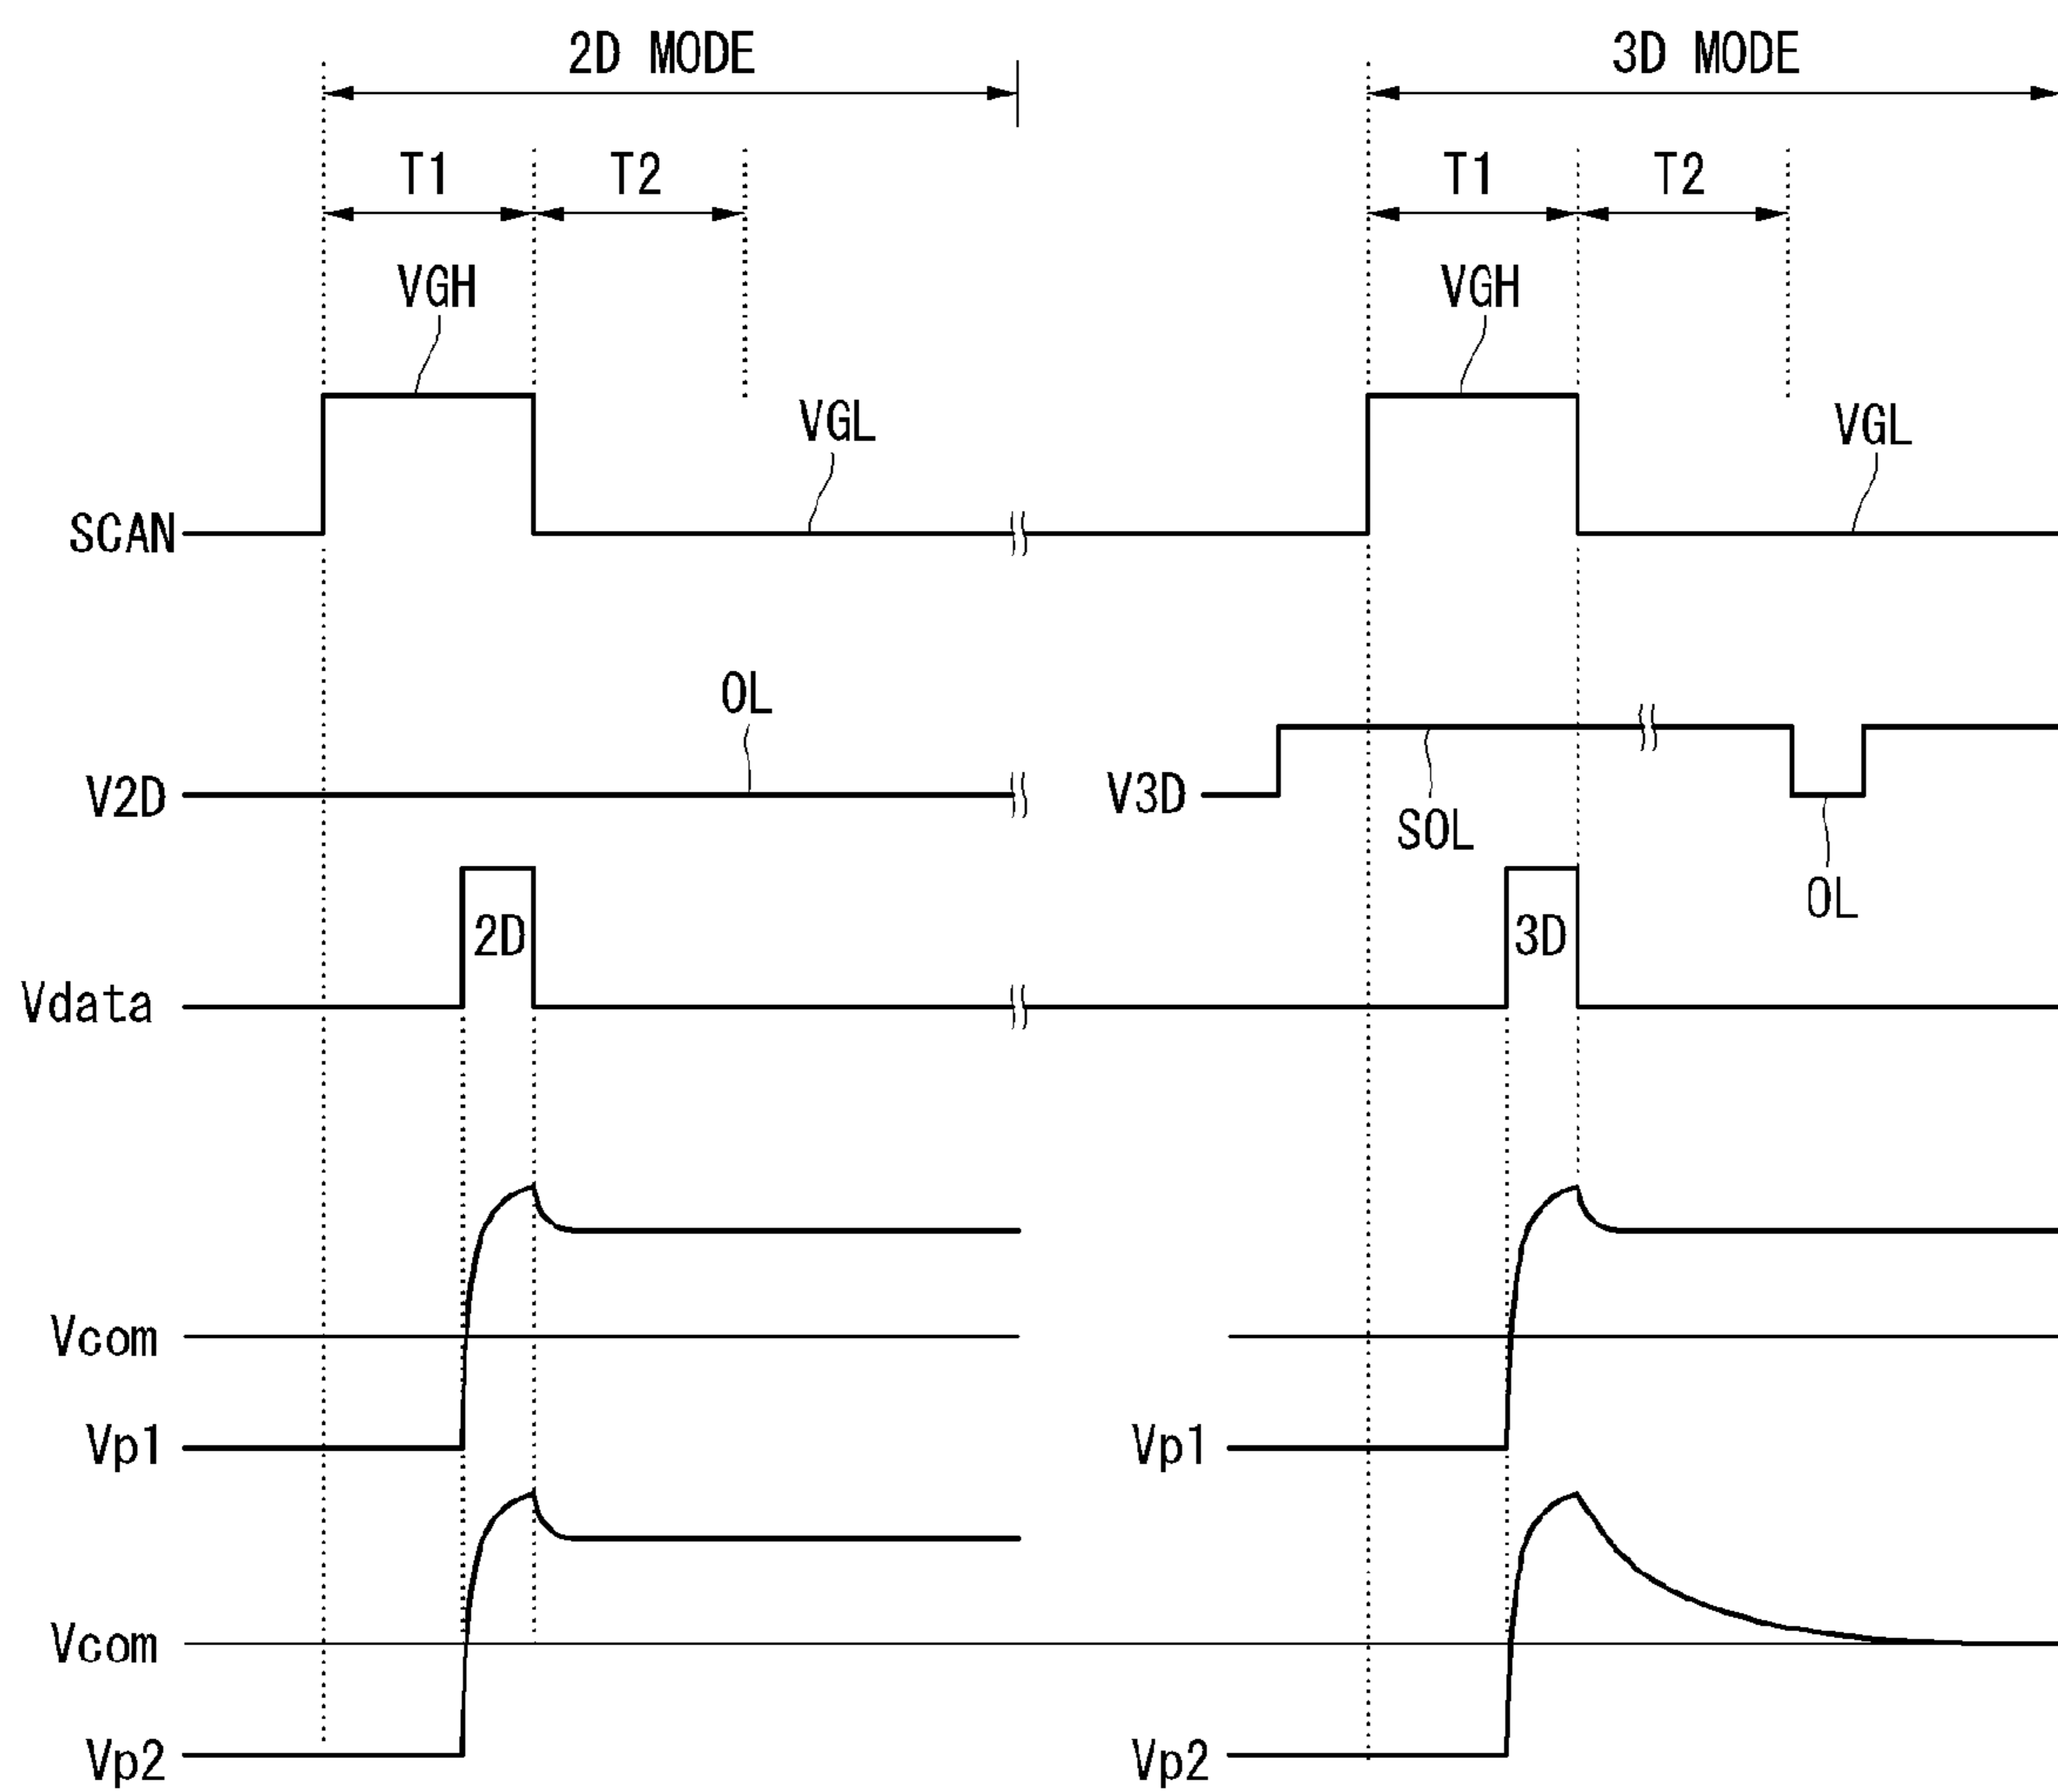 2D MODE 3D MODE
T1 T2 T1 T2
VGH VGH
VGL VGL
SCAN
OL
V2D V3D
SOL
OL
2D 3D
Vdata
Vcom
Vp1 Vp1
Vcom
Vp2 Vp2